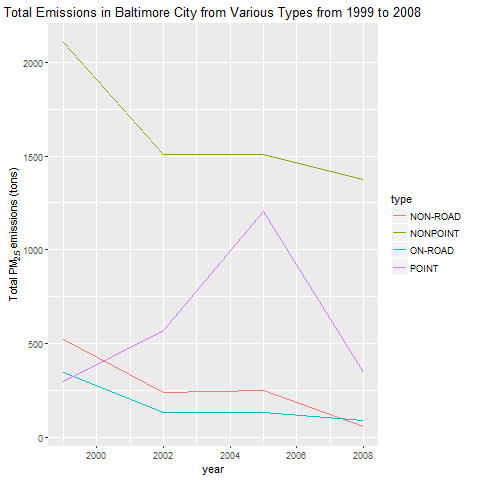 Total Emissions in Baltimore City from Various Types from 1999 to 2008
Total PM2.5 emissions (tons)
2000
1500
1000
500
0
2000
2002
2004
2006
2008
year
type
NON-ROAD
NONPOINT
ON-ROAD
POINT